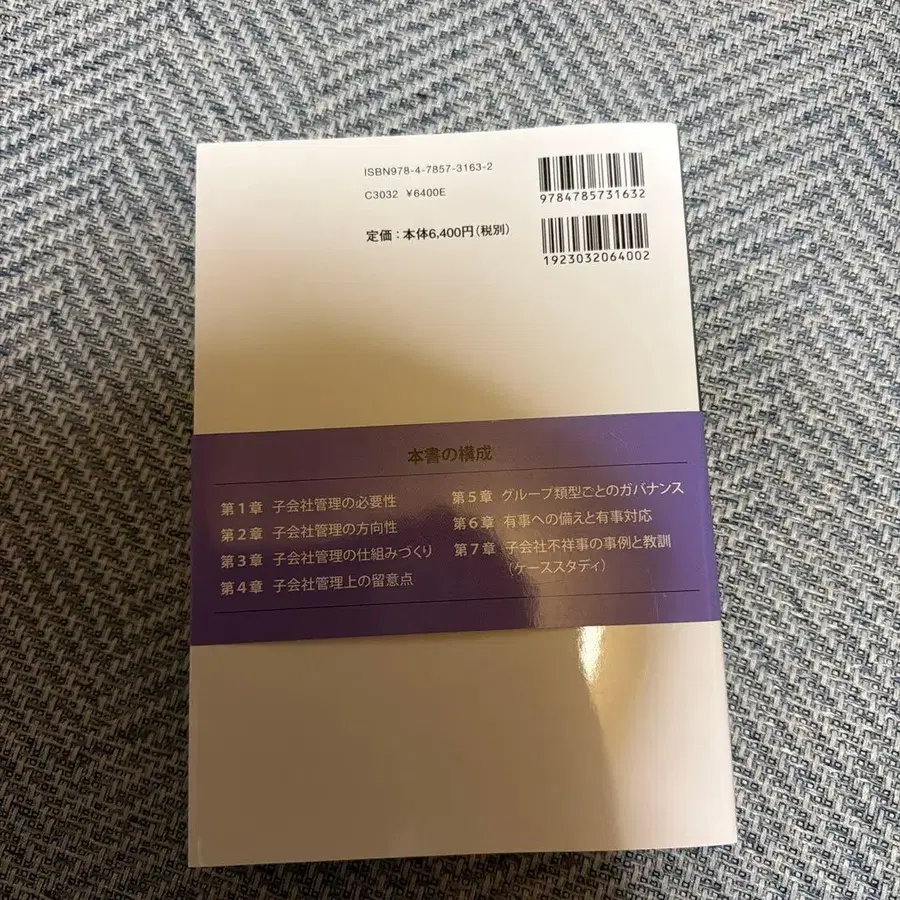 ISBN978-4-7857-3163-2
C3032 ¥6400E
定価：本体6,400円（税別）
9784785731632
1923032064002
本書の構成
第1章 子会社管理の必要性
第2章 子会社管理の方向性
第3章 子会社管理の仕組みづくり
第4章 子会社管理上の留意点
第5章 グループ類型ごとのガバナンス
第6章 有事への備えと有事対応
第7章 子会社不祥事の事例と教訓
（ケーススタディ）